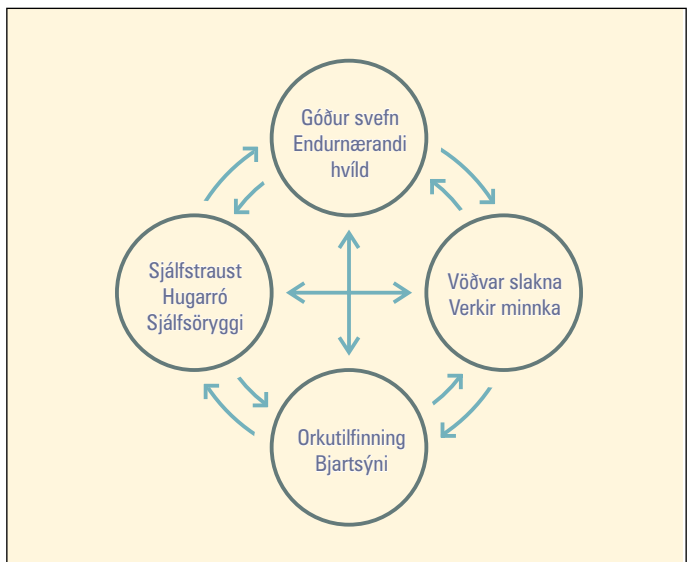 Góður svefn
Endurnærandi
hvíld
Sjálfstraust
Hugarró
Sjálfsöryggi
Vöðvar slakna
Verkir minnka
Orkutilfinning
Bjartsýni